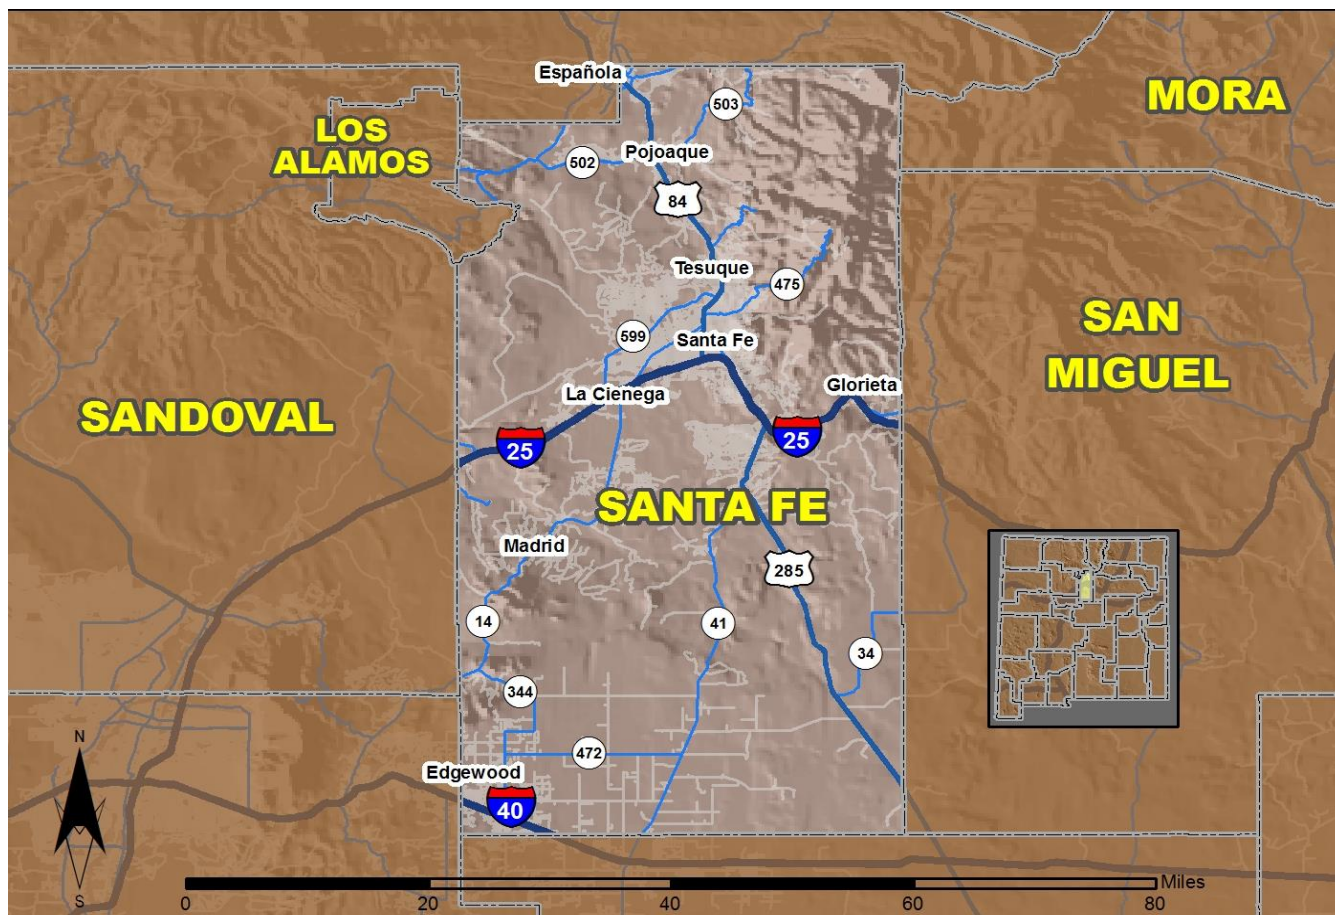 Española
503
MORA
LOS
ALAMOS
502
Pojoaque
84
Tesuque
475
SAN
MIGUEL
599
Santa Fe
Glorieta
La Cienega
SANDOVAL
25
25
SANTA FE
Madrid
285
14
41
34
344
N
472
Edgewood
40
S
Miles
0
20
40
60
80